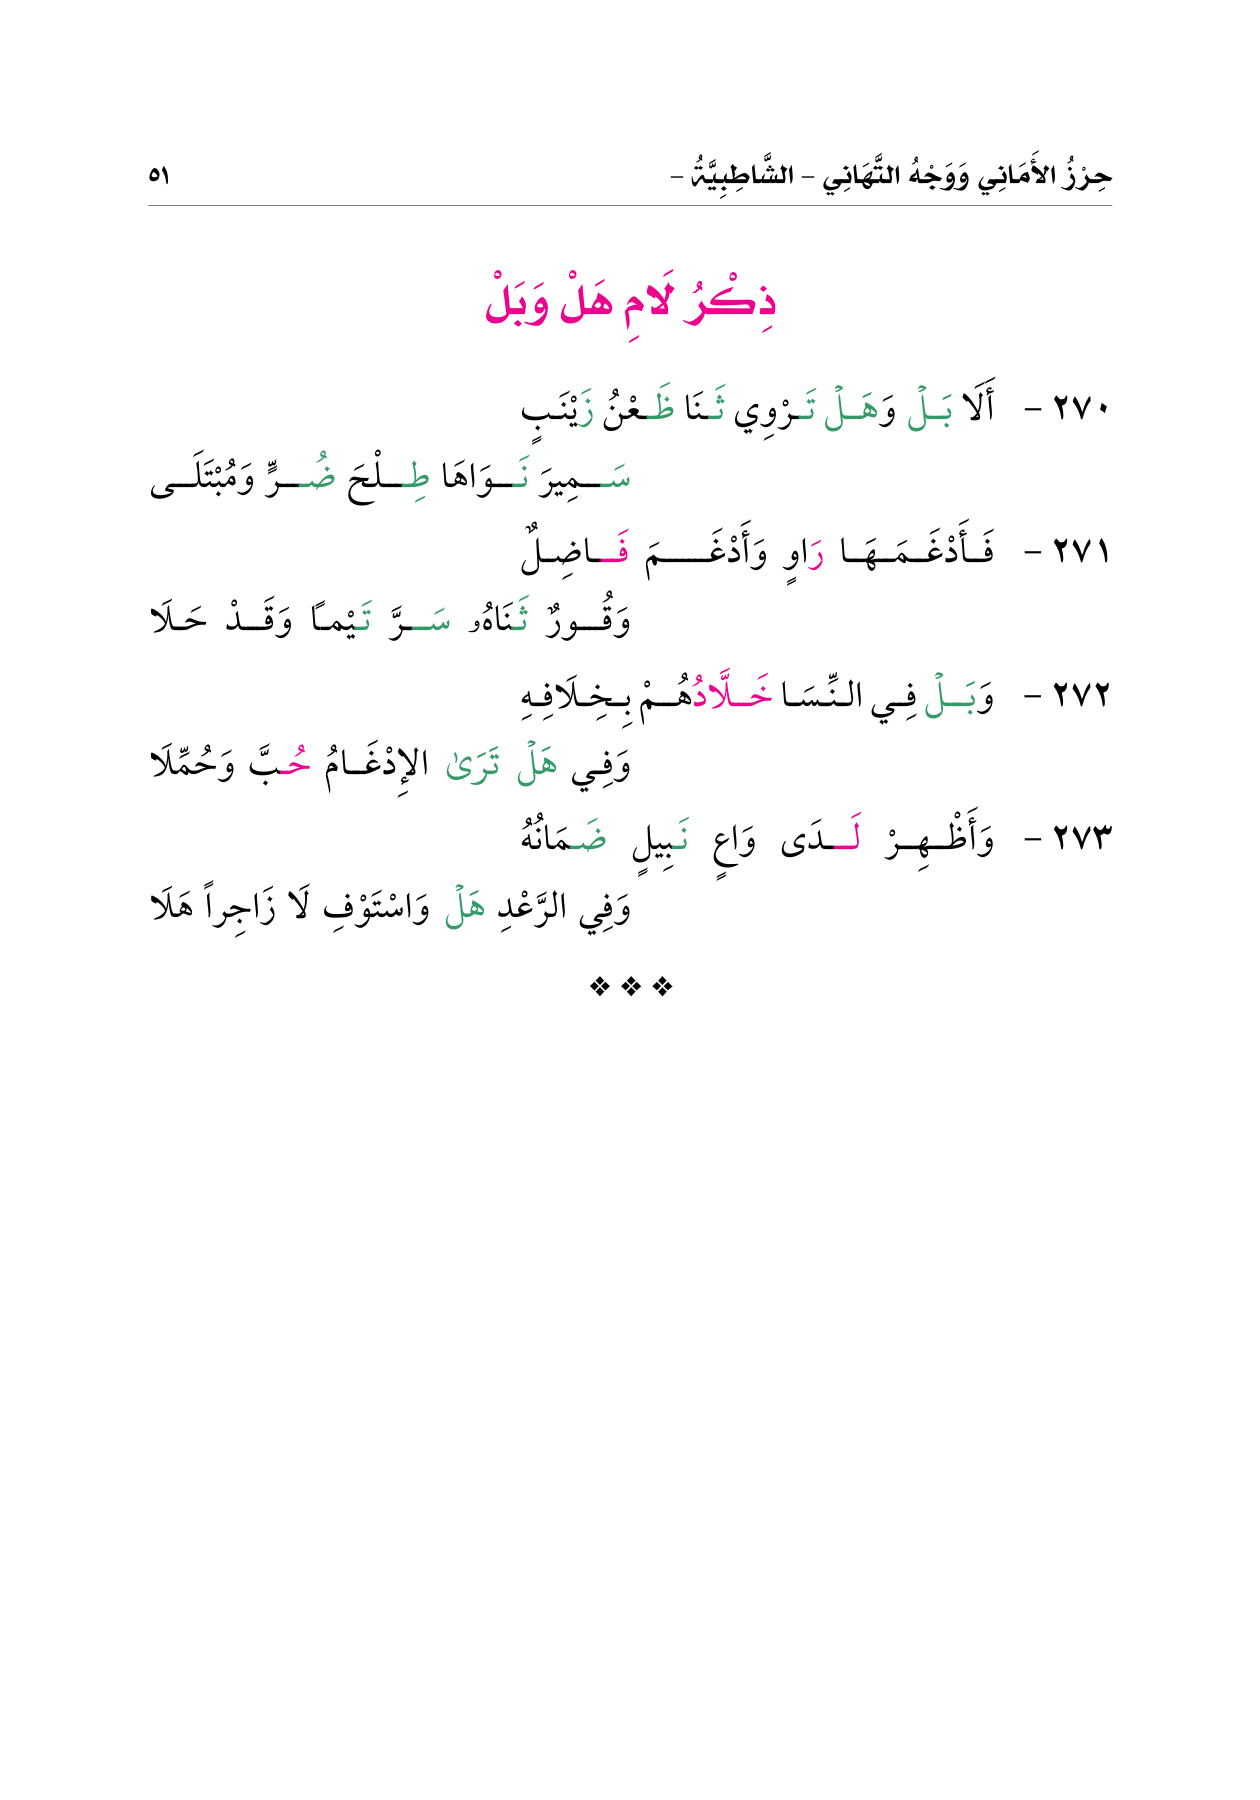 حِرْزُ الأَمَانِي وَوَجْهُ التَّهَانِي – الشَّاطِبِيَّةُ – ٥١
ذِكْرُ لَامِ هَلْ وَبَلْ
٢٧٠ – أَلَا بَلْ وَهَلْ تَرْوِي ثَنَا ظَعْنُ زَيْنَبٍ
سَمِيرَ نَوَاهَا طِلْحَ ضُرٍّ وَمُبْتَلَى
٢٧١ – فَأَدْغَمَهَا رَاوٍ وَأَدْغَمَ فَاضِلٌ
وَقُورٌ ثَنَاهُۥ سَرَّ تَيْماً وَقَدْ حَلَا
٢٧٢ – وَبَلْ فِي النِّسَا خَلَّادُهُمْ بِخِلَافِهِ
وَفِي هَلْ تَرَىٰ الإِدْغَامُ حُبَّ وَحُمِّلَا
٢٧٣ – وَأَظْهِرْ لَدَى وَاعٍ نَبِيلٍ ضَمَانُهُ
وَفِي الرَّعْدِ هَلْ وَاسْتَوْفِ لَا زَاجِراً هَلَا